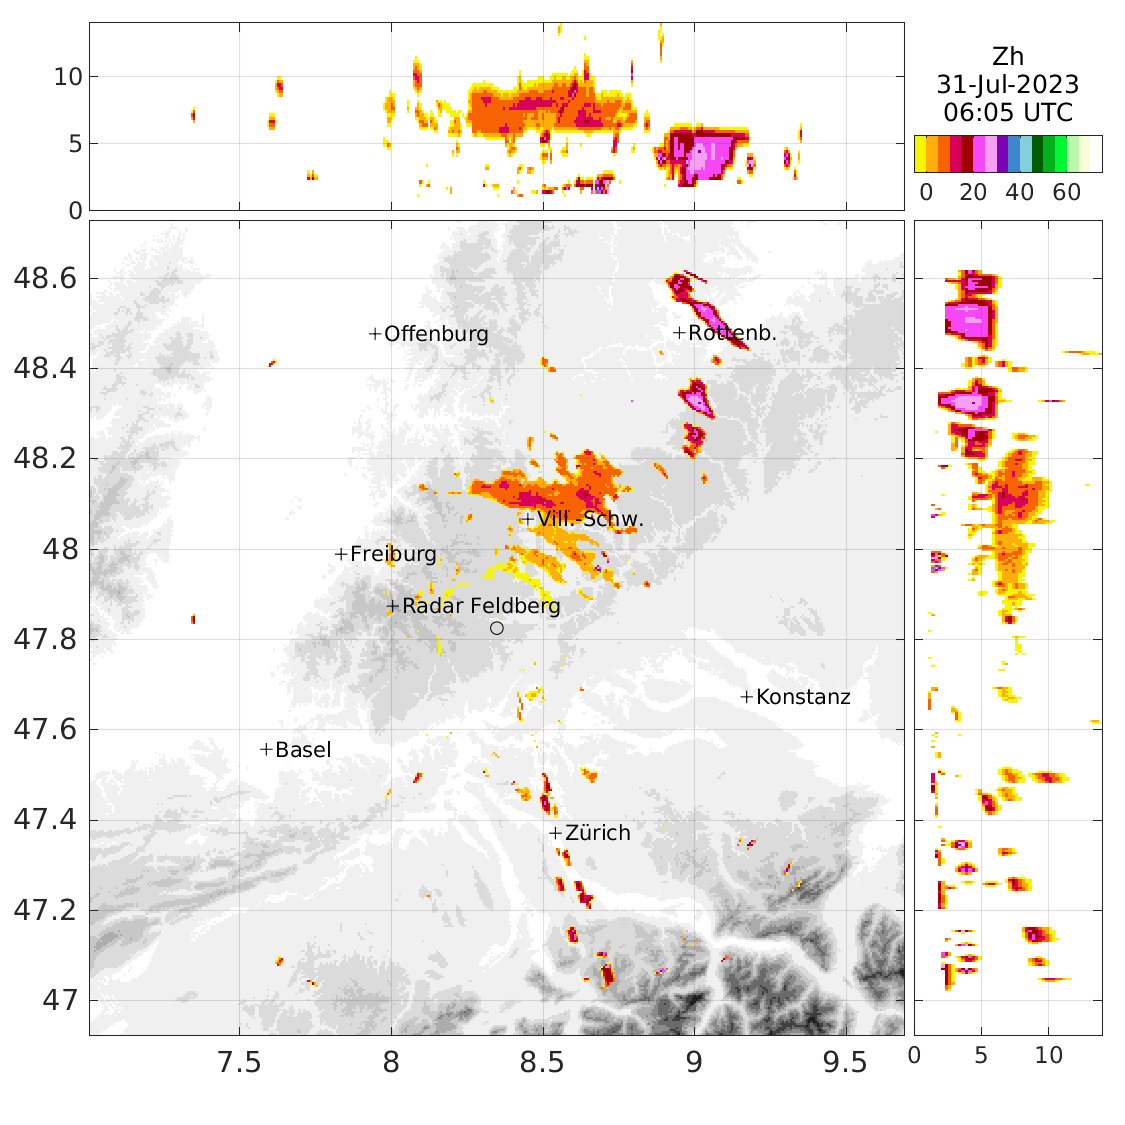 10
5
0
Zh
31-Jul-2023
06:05 UTC
0 20 40 60
48.6
48.4
48.2
48
47.8
47.6
47.4
47.2
47
Offenburg
Rottenb.
Vill.-Schw.
Freiburg
Radar Feldberg
Konstanz
Basel
Zürich
7.5 8 8.5 9 9.5
0 5 10